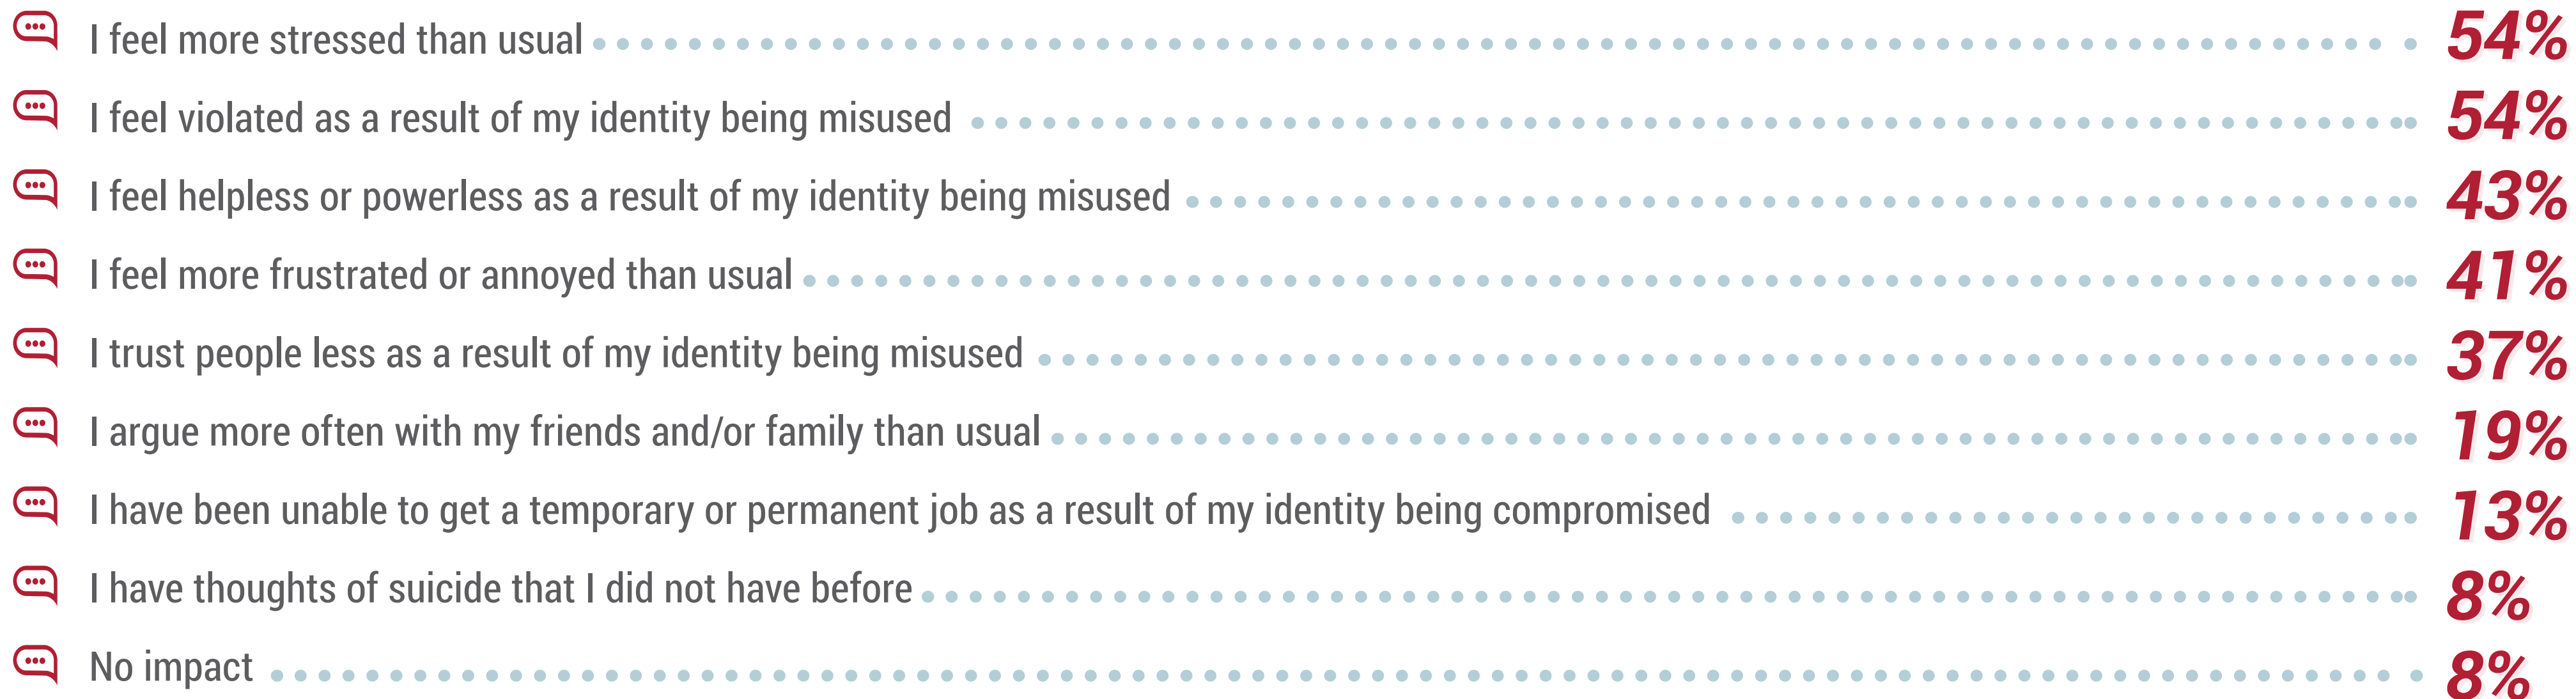 I feel more stressed than usual 54%
I feel violated as a result of my identity being misused 54%
I feel helpless or powerless as a result of my identity being misused 43%
I feel more frustrated or annoyed than usual 41%
I trust people less as a result of my identity being misused 37%
I argue more often with my friends and/or family than usual 19%
I have been unable to get a temporary or permanent job as a result of my identity being compromised 13%
I have thoughts of suicide that I did not have before 8%
No impact 8%